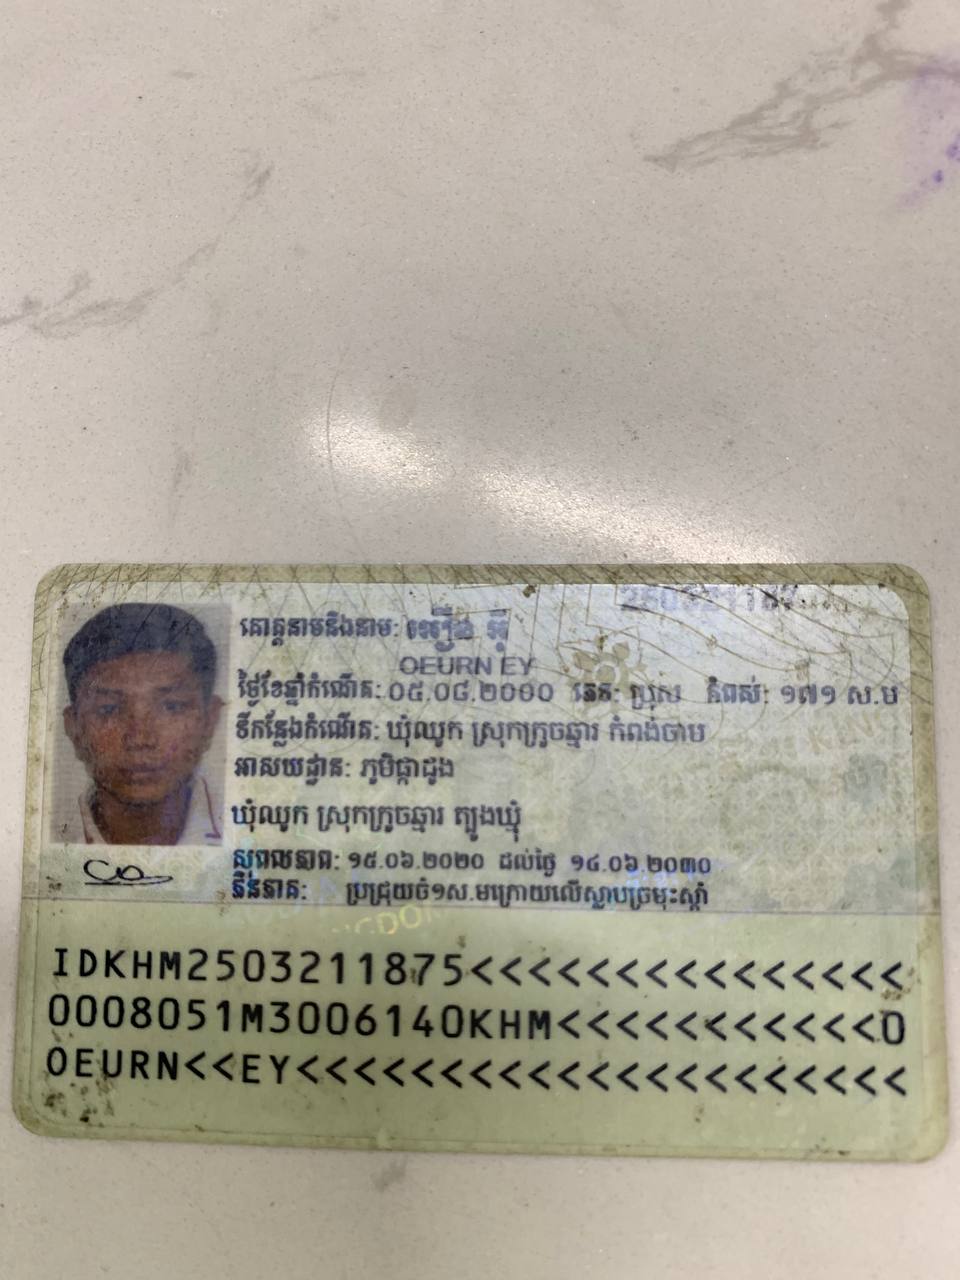 គោត្តនាមនិងនាម: អឿន អុី
OEURN EY
ថ្ងៃខែឆ្នាំកំណើត: ០៥.០៨.២០០០ ភេទ: ប្រុស កំពស់: ១៧១ ស.ម
ទីកន្លែងកំណើត: ឃុំឈូក ស្រុកក្រូចឆ្មារ កំពង់ចាម
អាសយដ្ឋាន: ភូមិផ្កាដូង
ឃុំឈូក ស្រុកក្រូចឆ្មារ ត្បូងឃ្មុំ
សុពលភាព: ១៥.០៦.២០២០ ដល់ថ្ងៃ ១៤.០៦.២០៣០
ភិនភាគ: ប្រជ្រុយចំ១ស.មក្រោយលើស្លាបច្រមុះស្តាំ
IDKHM2503211875<<<<<<<<<<<<<<<
0008051M3006140KHM<<<<<<<<<<<0
OEURN<<EY<<<<<<<<<<<<<<<<<<<<<